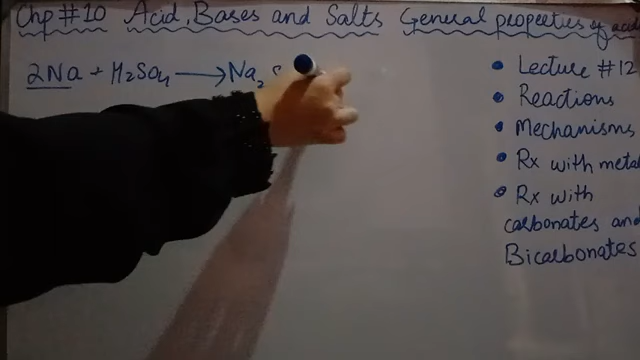 Chp #10 Acid, Bases and Salts General properties of acid
2Na + H2SO4 → Na2 S
Lecture #12
Reactions
Mechanisms
Rx with metal
Rx with
carbonates and
Bicarbonates